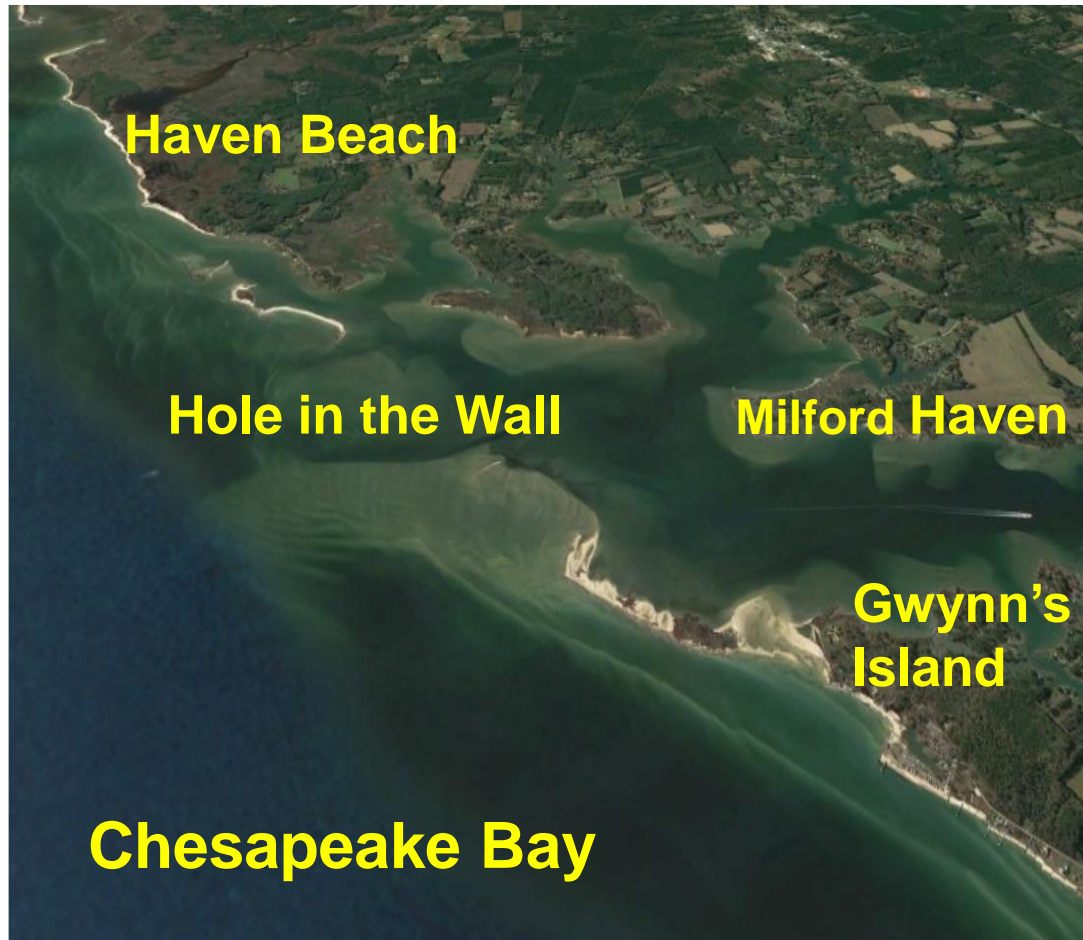 Haven Beach
Hole in the Wall
Milford Haven
Gwynn’s
Island
Chesapeake Bay